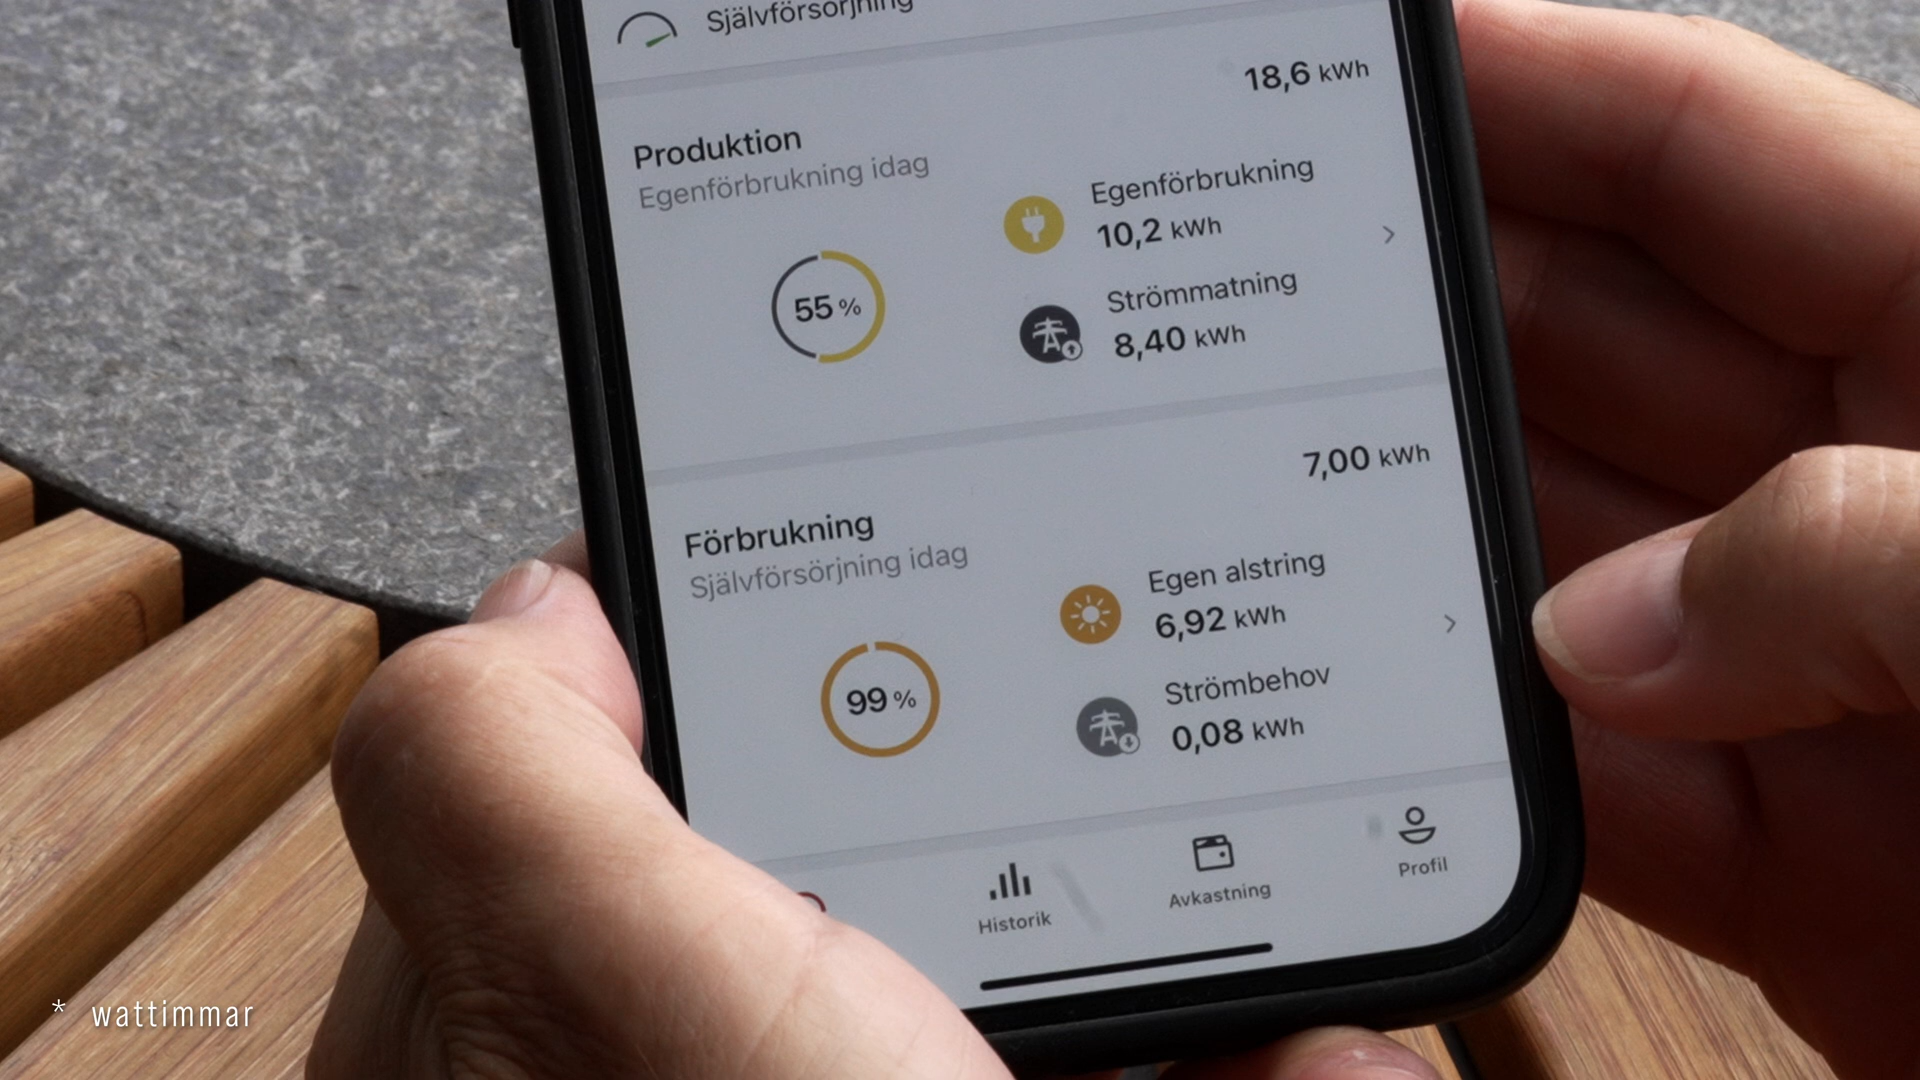 Självförsörjning
18,6 kWh
Produktion
Egenförbrukning idag
Egenförbrukning
10,2 kWh
55 %
Strömmatning
8,40 kWh
7,00 kWh
Förbrukning
Självförsörjning idag
Egen alstring
6,92 kWh
99 %
Strömbehov
0,08 kWh
Historik
Avkastning
Profil
* wattimmar